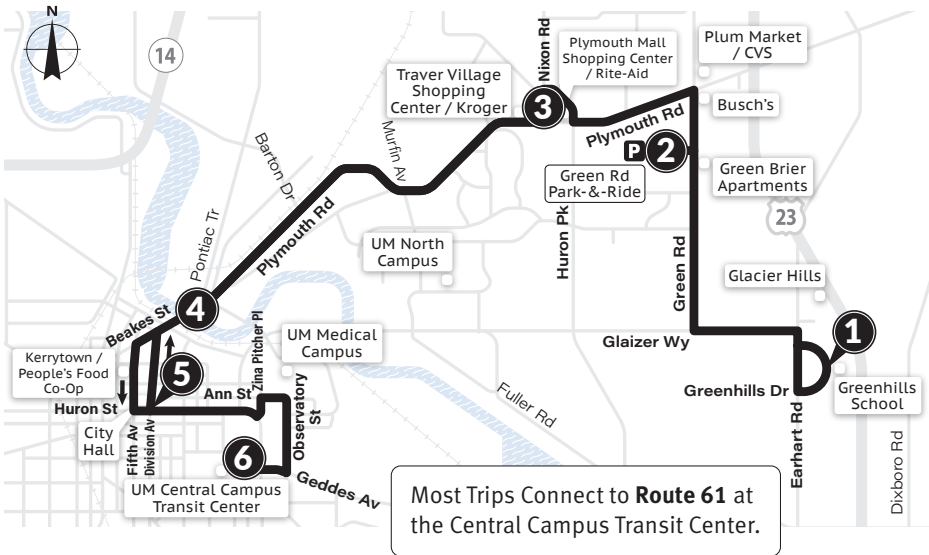 N
14
Nixon Rd
Plymouth Mall
Shopping Center
/ Rite-Aid
Plum Market
/ CVS
Traver Village
Shopping
Center / Kroger
3
Busch's
Plymouth Rd
P
2
Green Rd
Park-&-Ride
Green Brier
Apartments
23
Murfin Av
Barton Dr
Plymouth Rd
Pontiac Tr
UM North
Campus
Huron Pk
Green Rd
Glacier Hills
4
Beakes St
UM Medical
Campus
Zina Pitcher Pl
Glaizer Wy
1
Kerrytown /
People's Food
Co-Op
5
Ann St
Huron St
Observatory
St
Fuller Rd
Greenhills Dr
Greenhills
School
City
Hall
Fifth Av
Division Av
6
Geddes Av
Earhart Rd
Dixboro Rd
UM Central Campus
Transit Center
Most Trips Connect to Route 61 at
the Central Campus Transit Center.